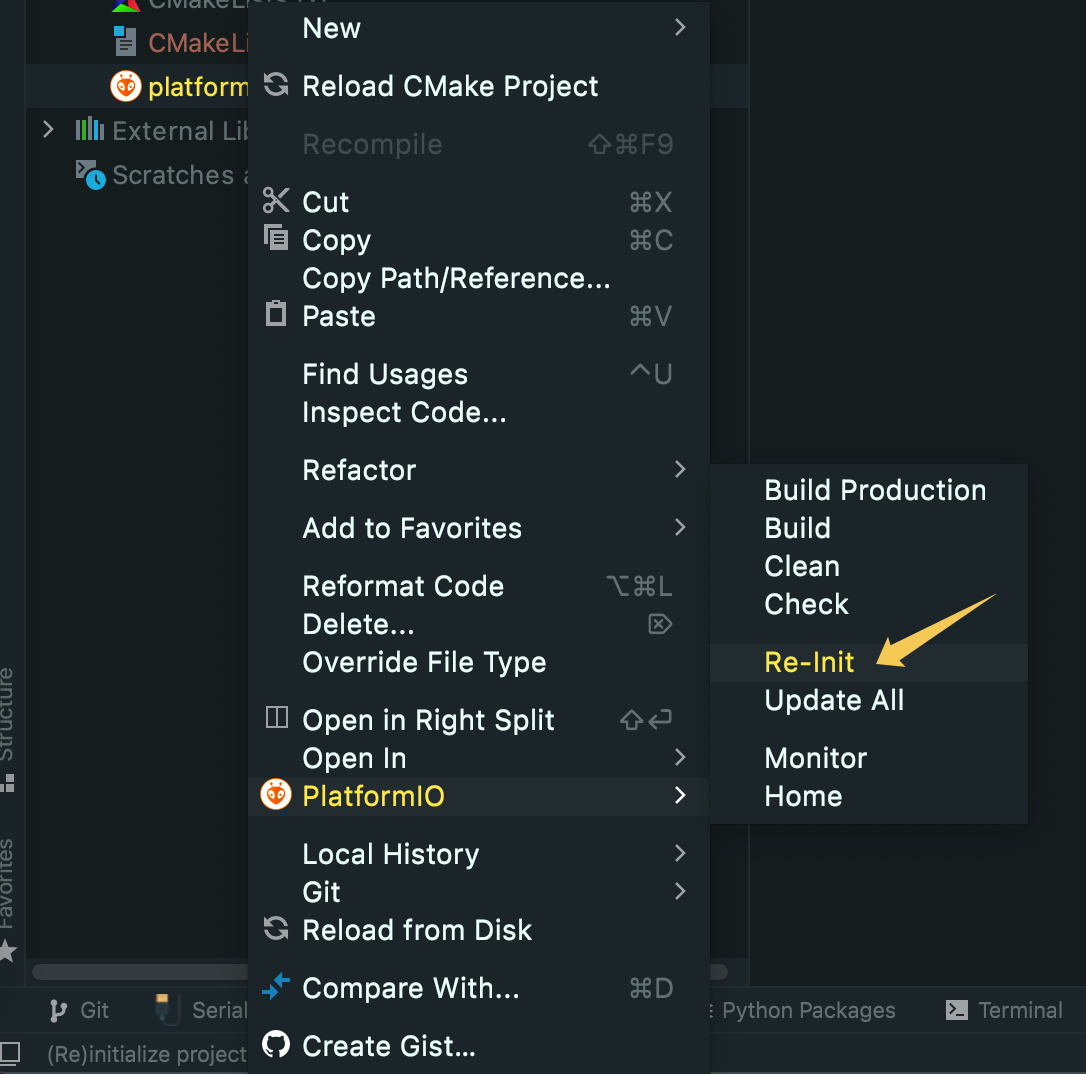 New
CMakeLi
Reload CMake Project
platform
External Lib
Recompile ⇧⌘F9
Scratches a
Cut ⌘X
Copy ⌘C
Copy Path/Reference...
Paste ⌘V
Find Usages ^U
Inspect Code...
Refactor
Add to Favorites
Reformat Code ⌥⌘L
Delete... ⌦
Override File Type
Open in Right Split ⇧↩
Open In
PlatformIO
Local History
Git
Reload from Disk
Compare With... ⌘D
Create Gist...
Build Production
Build
Clean
Check
Re-Init
Update All
Monitor
Home
Structure
Favorites
Git
Serial
Python Packages
Terminal
(Re)initialize project